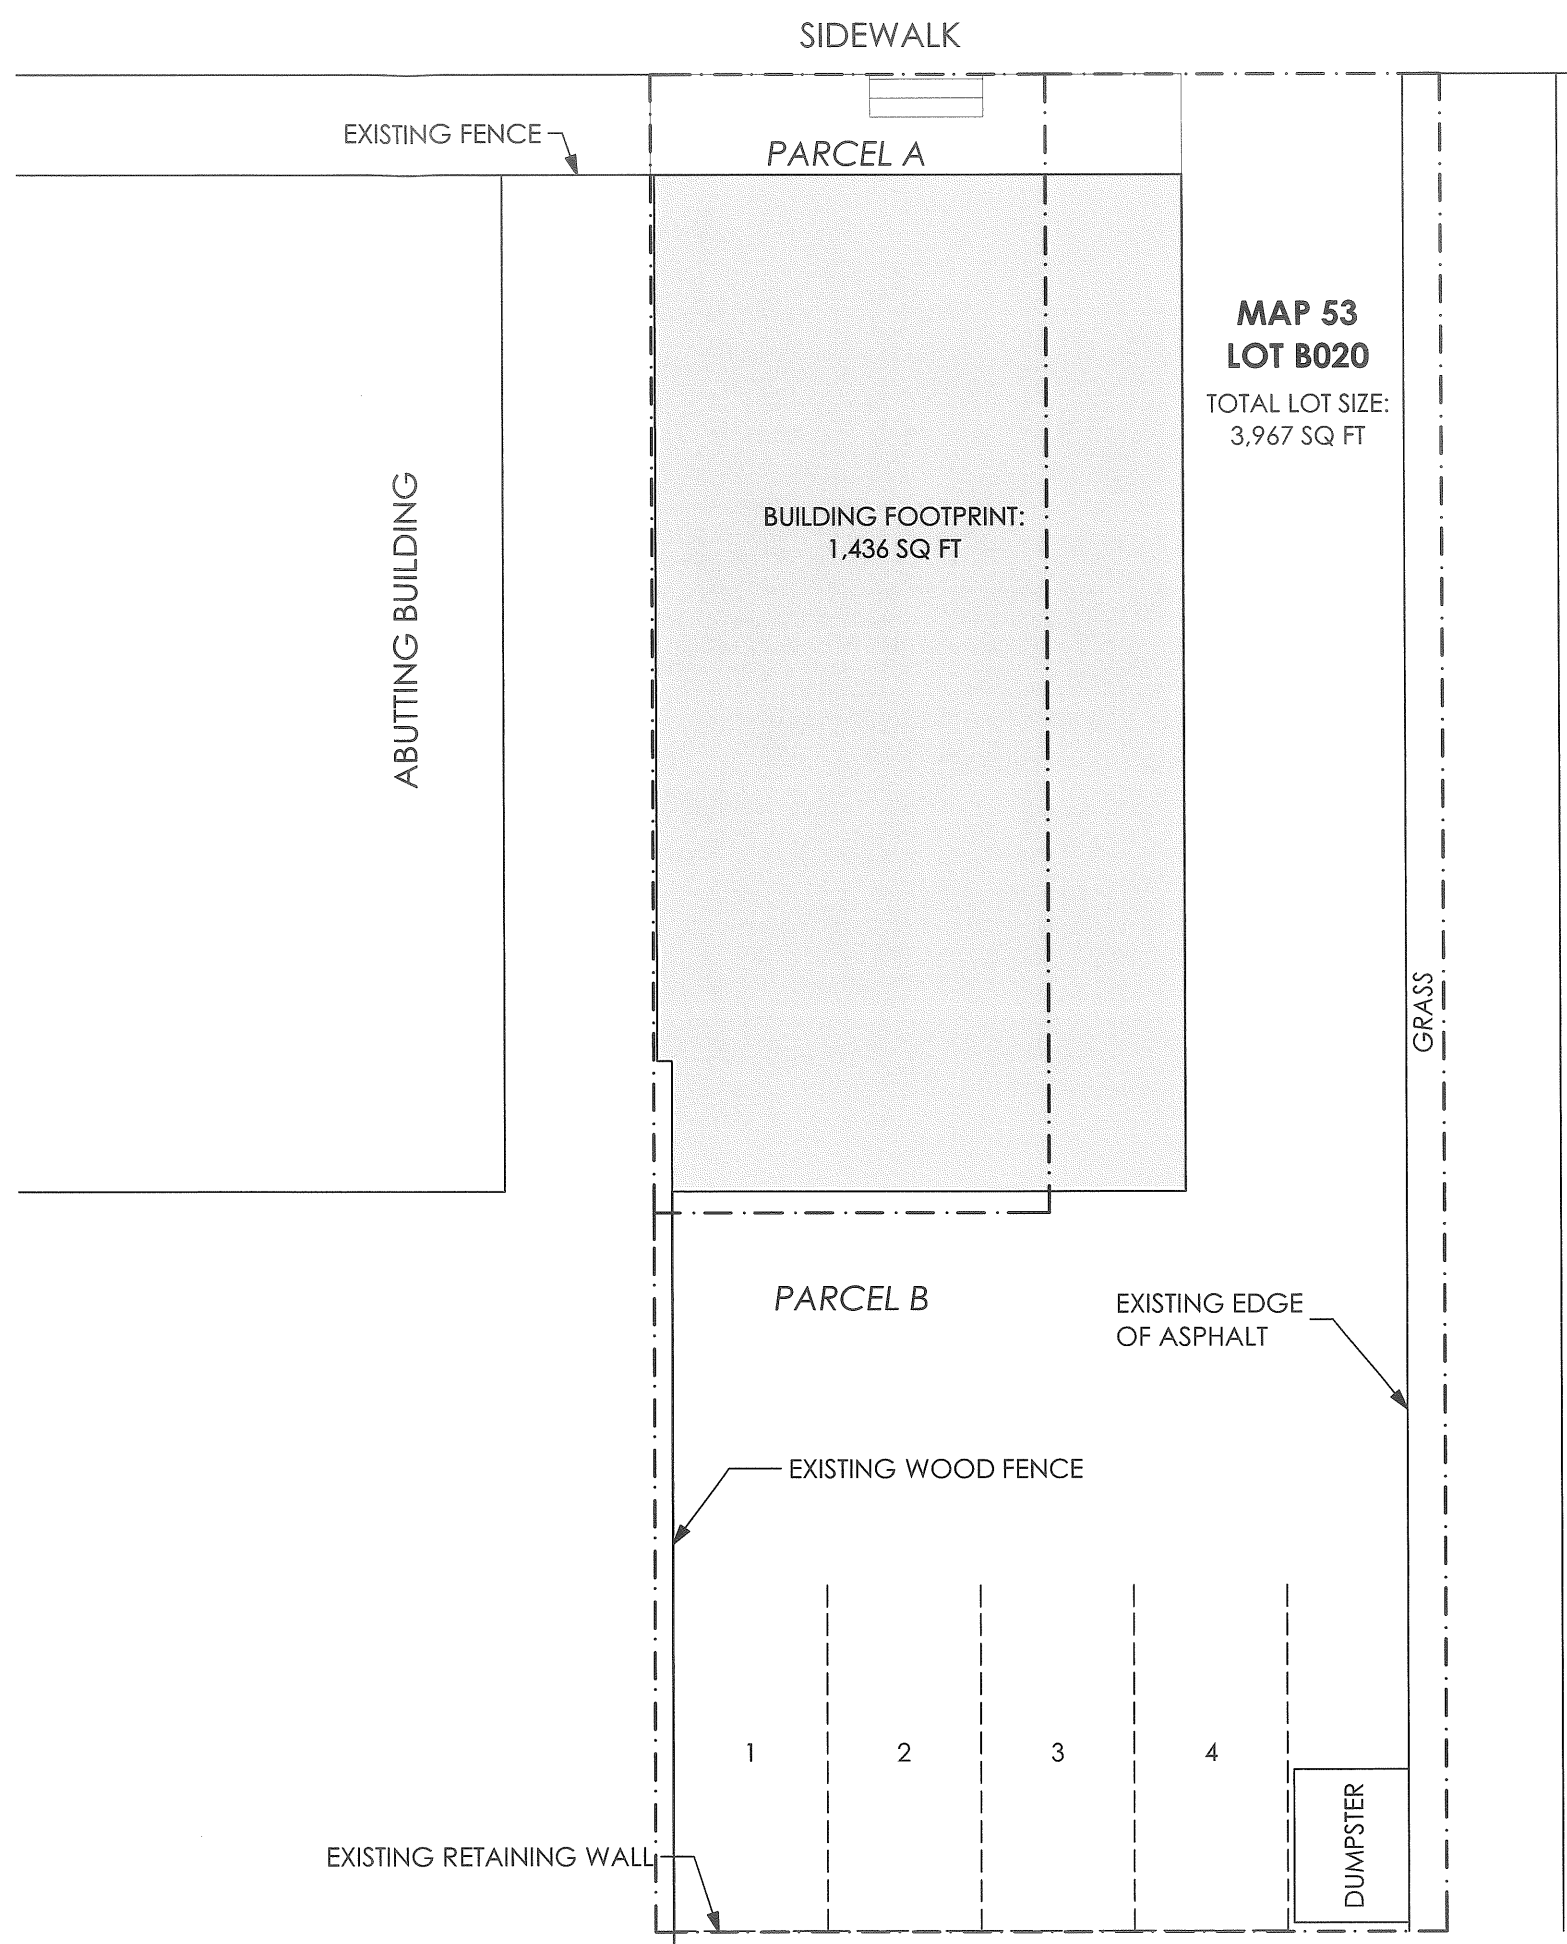 SIDEWALK
EXISTING FENCE
PARCEL A
MAP 53
LOT B020
TOTAL LOT SIZE:
3,967 SQ FT
ABUTTING BUILDING
BUILDING FOOTPRINT:
1,436 SQ FT
GRASS
PARCEL B
EXISTING EDGE
OF ASPHALT
EXISTING WOOD FENCE
1
2
3
4
DUMPSTER
EXISTING RETAINING WALL